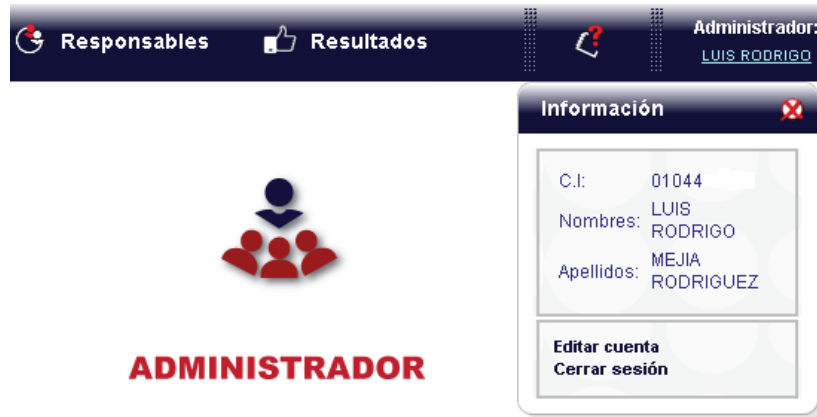 Responsables Resultados Administrador:
LUIS RODRIGO
Información
C.I: 01044
Nombres: LUIS
RODRIGO
Apellidos: MEJIA
RODRIGUEZ
Editar cuenta
Cerrar sesión
ADMINISTRADOR